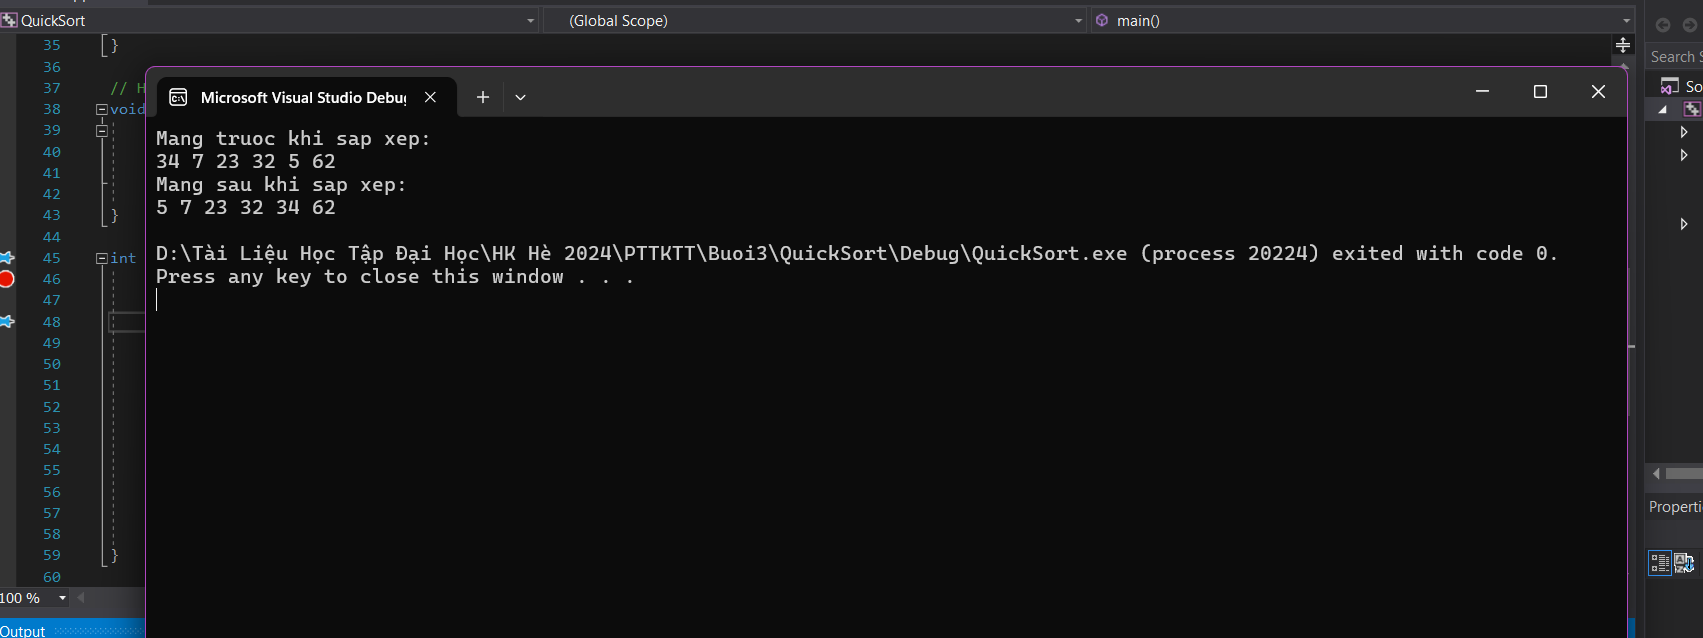 QuickSort (Global Scope) main()
35 }
36
37 // H
38 void
39
40
41
42
43 }
44
45 int
46
47
48
49
50
51
52
53
54
55
56
57
58
59 }
60
100 %
Output
Microsoft Visual Studio Debug
Mang truoc khi sap xep:
34 7 23 32 5 62
Mang sau khi sap xep:
5 7 23 32 34 62
D:\Tài Liệu Học Tập Đại Học\HK Hè 2024\PTTKTT\Buoi3\QuickSort\Debug\QuickSort.exe (process 20224) exited with code 0.
Press any key to close this window . . .
Search S
So
Properti